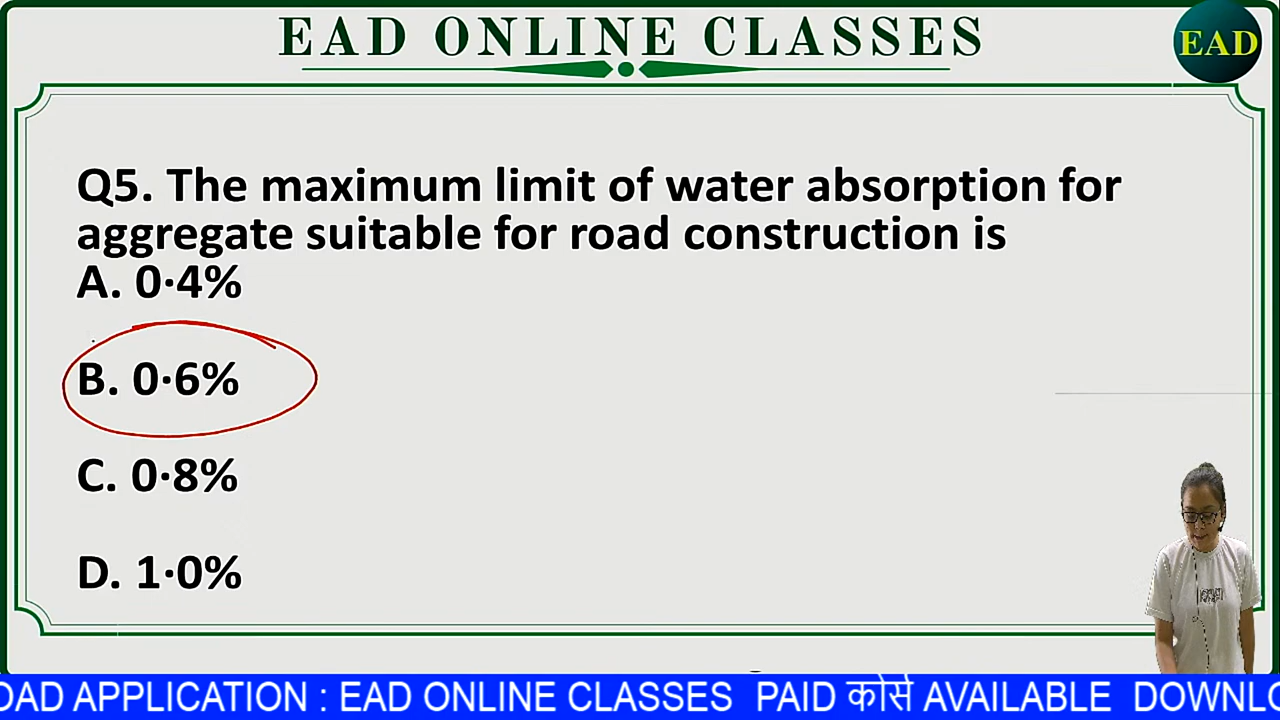 EAD ONLINE CLASSES
EAD
Q5. The maximum limit of water absorption for
aggregate suitable for road construction is
A. 0·4%
B. 0·6%
C. 0·8%
D. 1·0%
OAD APPLICATION : EAD ONLINE CLASSES PAID कोर्स AVAILABLE DOWNLO